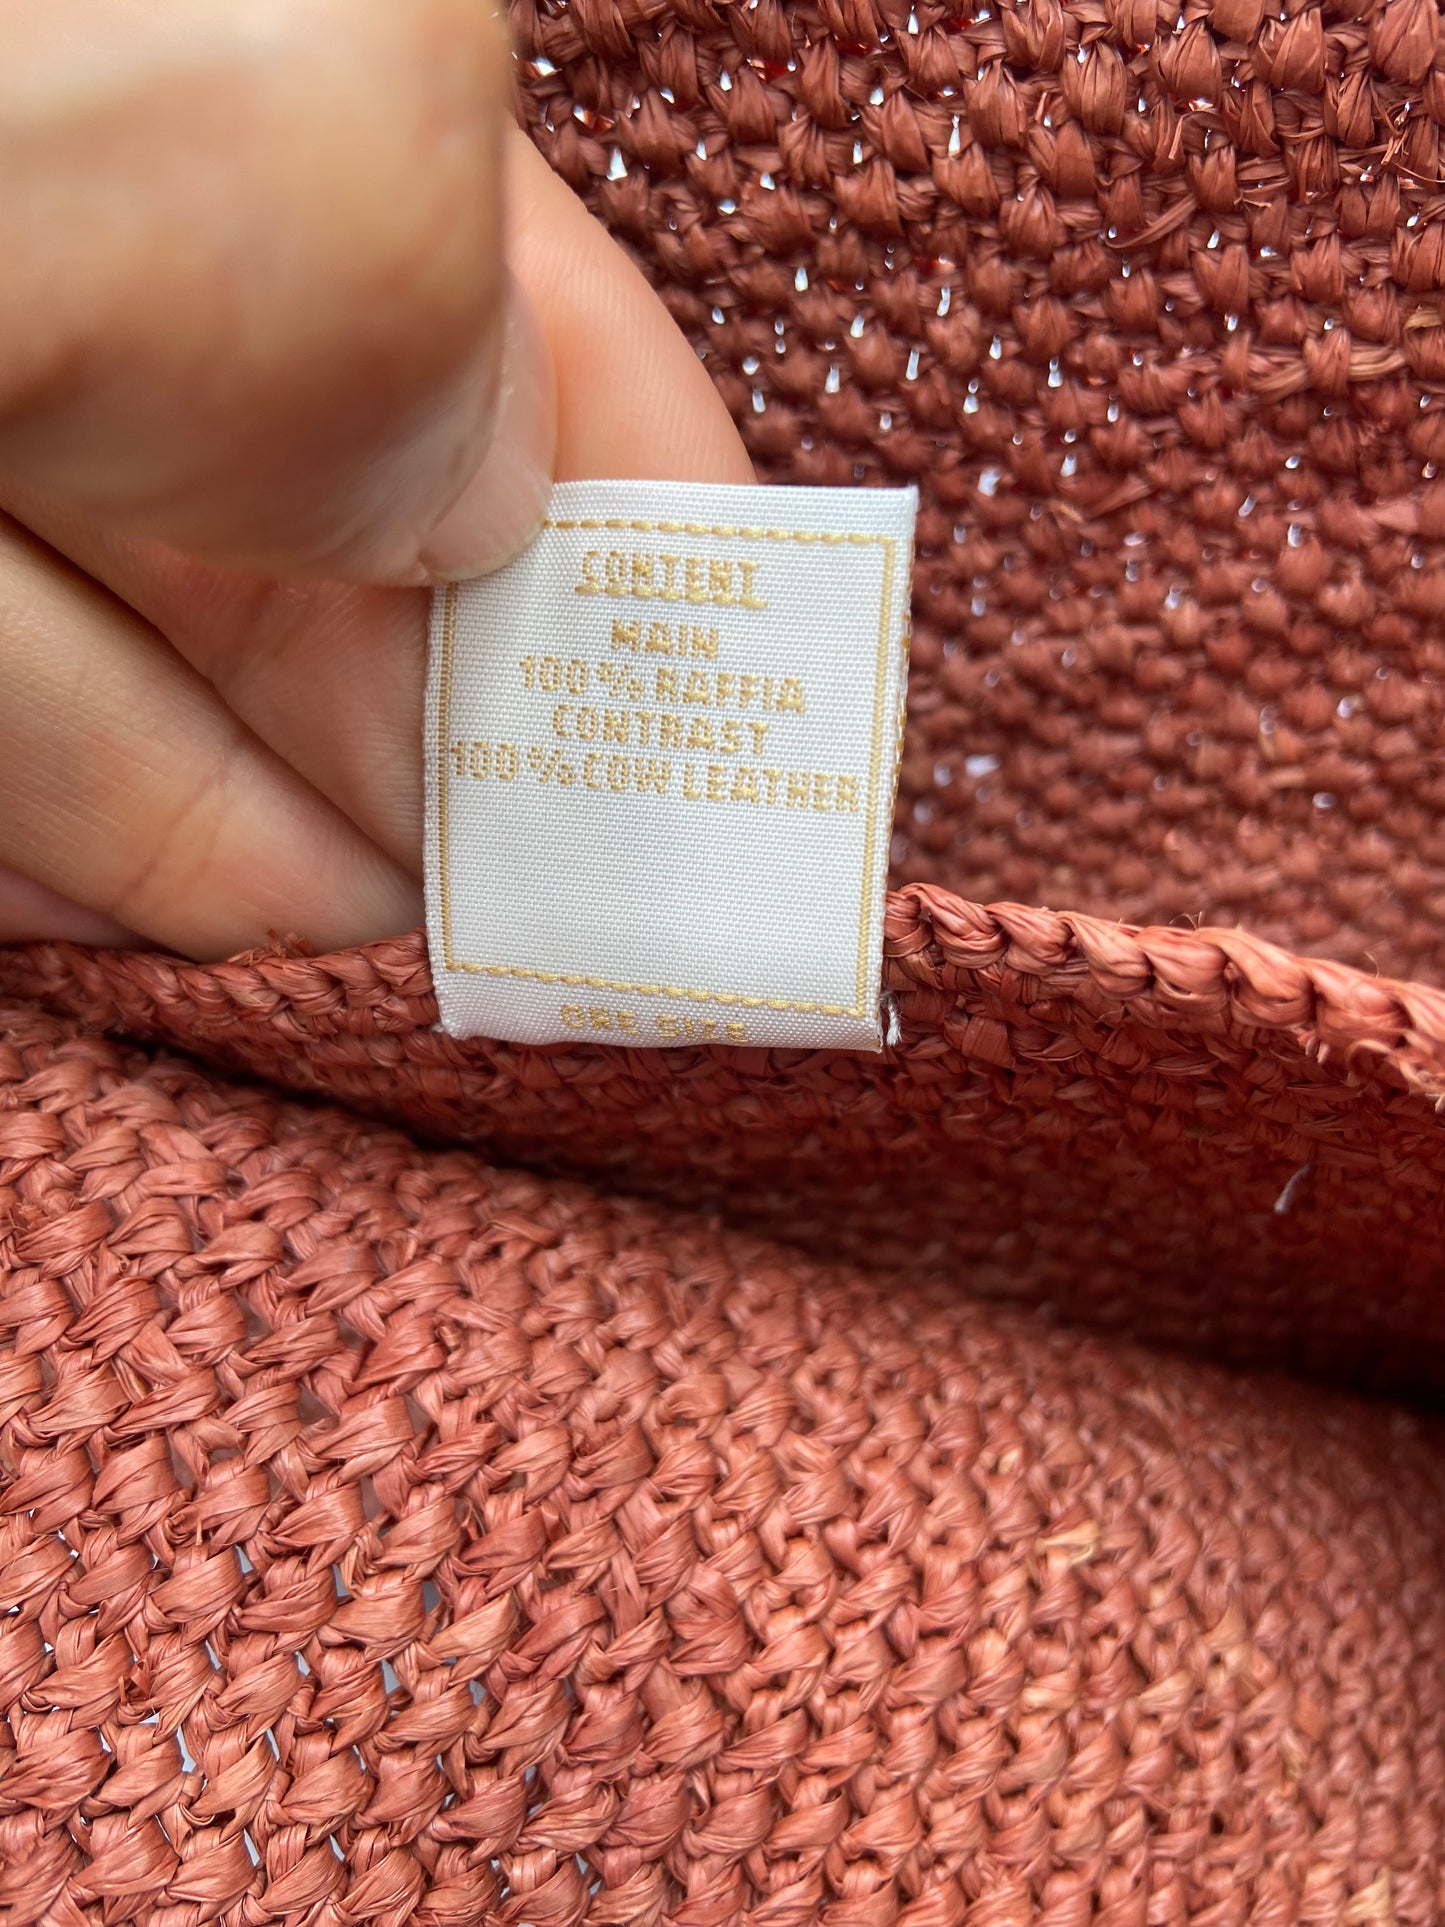 CONTENT
MAIN
100% RAFFIA
CONTRAST
100% COW LEATHER
ONE SIZE